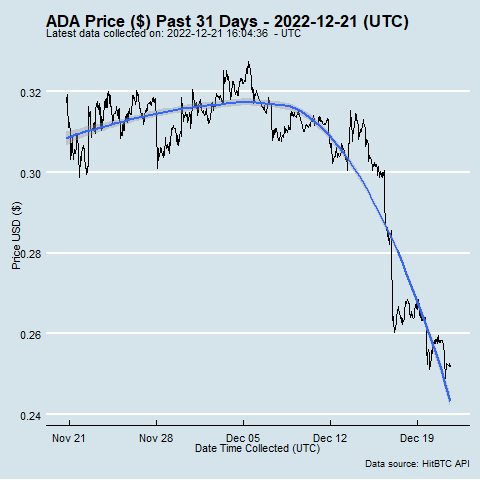 ADA Price ($) Past 31 Days - 2022-12-21 (UTC)
Latest data collected on: 2022-12-21 16:04:36 - UTC
Price USD ($)
0.32
0.30
0.28
0.26
0.24
Nov 21 Nov 28 Dec 05 Dec 12 Dec 19
Date Time Collected (UTC)
Data source: HitBTC API